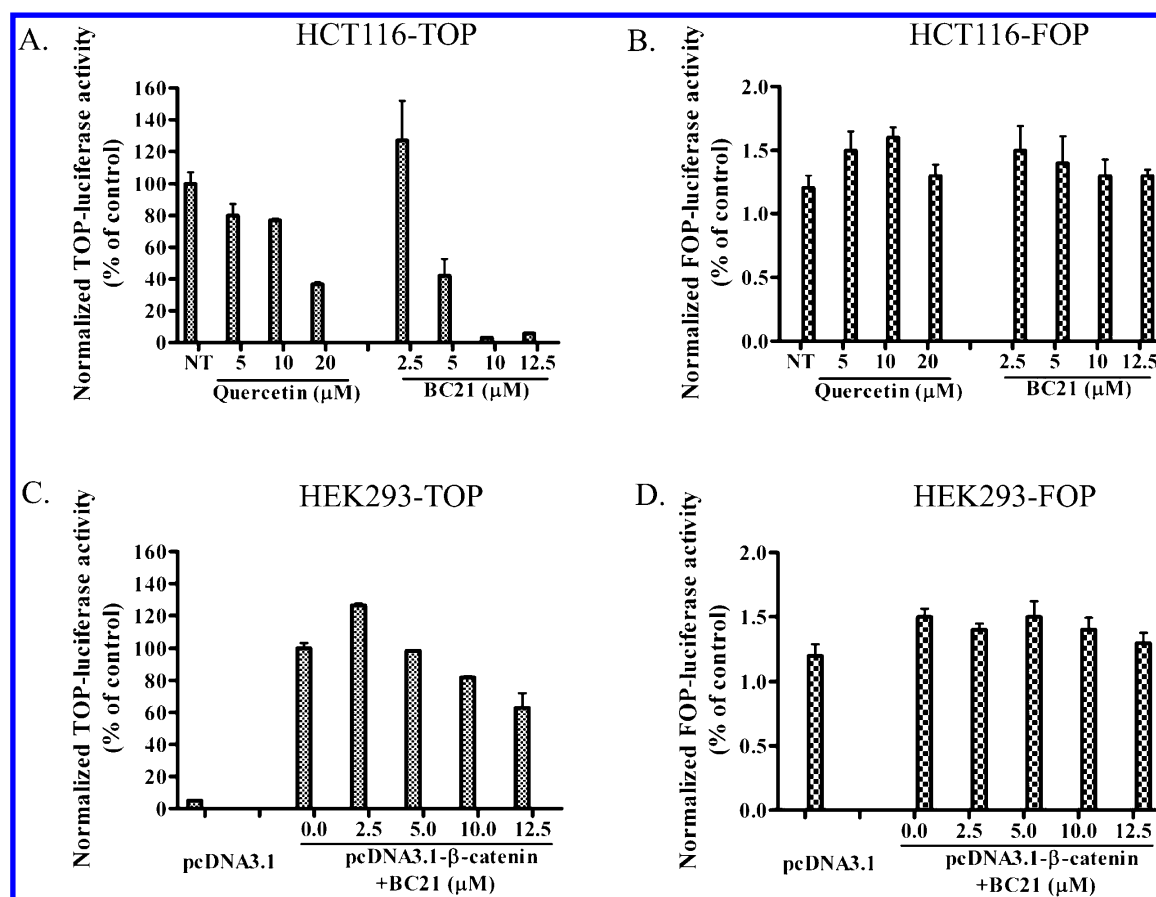 A.
HCT116-TOP
Normalized TOP-luciferase activity
(% of control)
160
140
120
100
80
60
40
20
0
NT 5 10 20 2.5 5 10 12.5
Quercetin (μM) BC21 (μM)
B.
HCT116-FOP
Normalized FOP-luciferase activity
(% of control)
2.0
1.5
1.0
0.5
0.0
NT 5 10 20 2.5 5 10 12.5
Quercetin (μM) BC21 (μM)
C.
HEK293-TOP
Normalized TOP-luciferase activity
(% of control)
160
140
120
100
80
60
40
20
0
0.0 2.5 5.0 10.0 12.5
pcDNA3.1 pcDNA3.1-β-catenin
+BC21 (μM)
D.
HEK293-FOP
Normalized FOP-luciferase activity
(% of control)
2.0
1.5
1.0
0.5
0.0
0.0 2.5 5.0 10.0 12.5
pcDNA3.1 pcDNA3.1-β-catenin
+BC21 (μM)